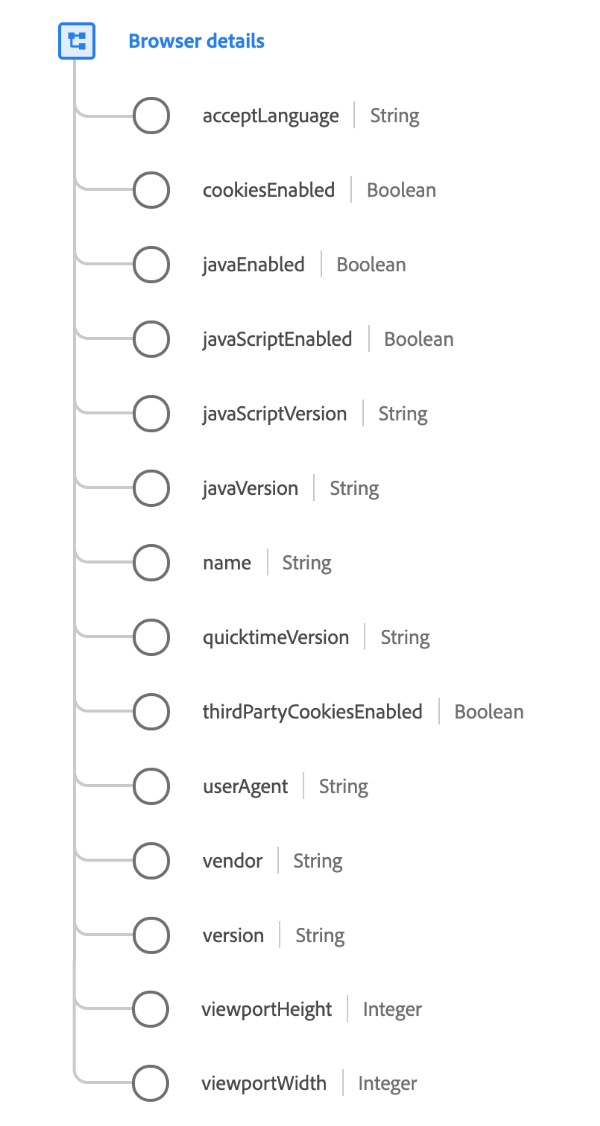 Browser details
acceptLanguage String
cookiesEnabled Boolean
javaEnabled Boolean
javaScriptEnabled Boolean
javaScriptVersion String
javaVersion String
name String
quicktimeVersion String
thirdPartyCookiesEnabled Boolean
userAgent String
vendor String
version String
viewportHeight Integer
viewportWidth Integer